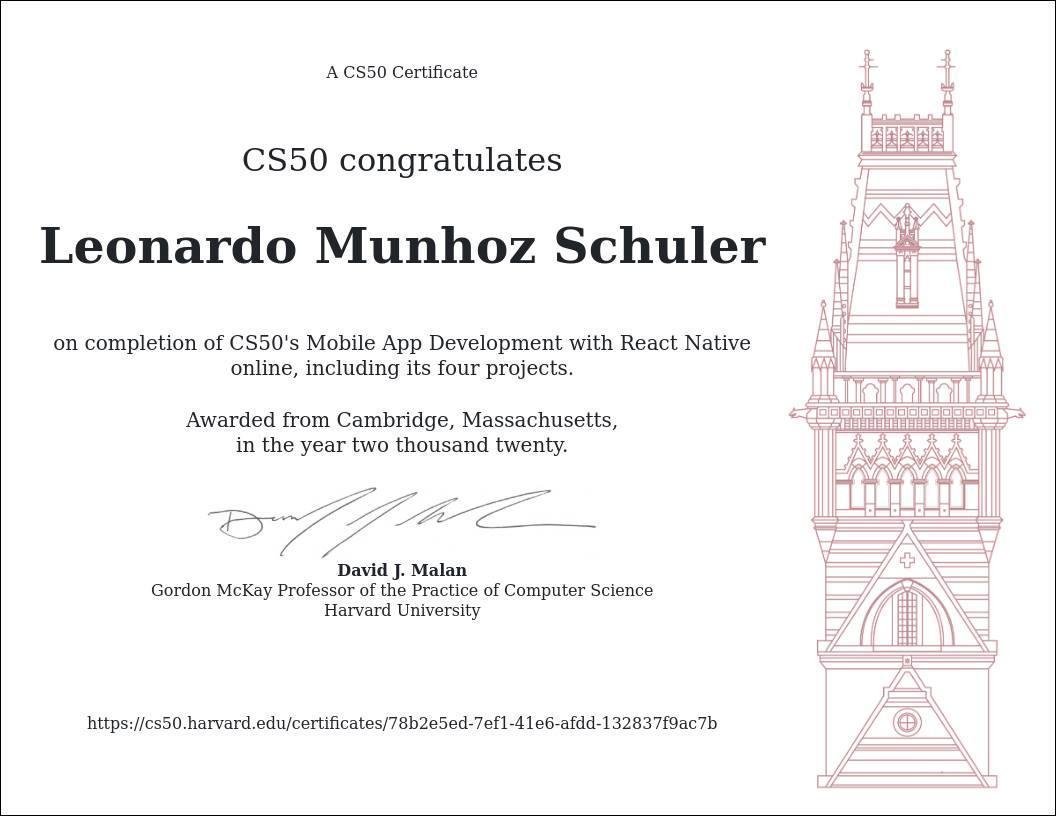 A CS50 Certificate
CS50 congratulates
Leonardo Munhoz Schuler
on completion of CS50's Mobile App Development with React Native
online, including its four projects.
Awarded from Cambridge, Massachusetts,
in the year two thousand twenty.
David J. Malan
Gordon McKay Professor of the Practice of Computer Science
Harvard University
https://cs50.harvard.edu/certificates/78b2e5ed-7ef1-41e6-afdd-132837f9ac7b